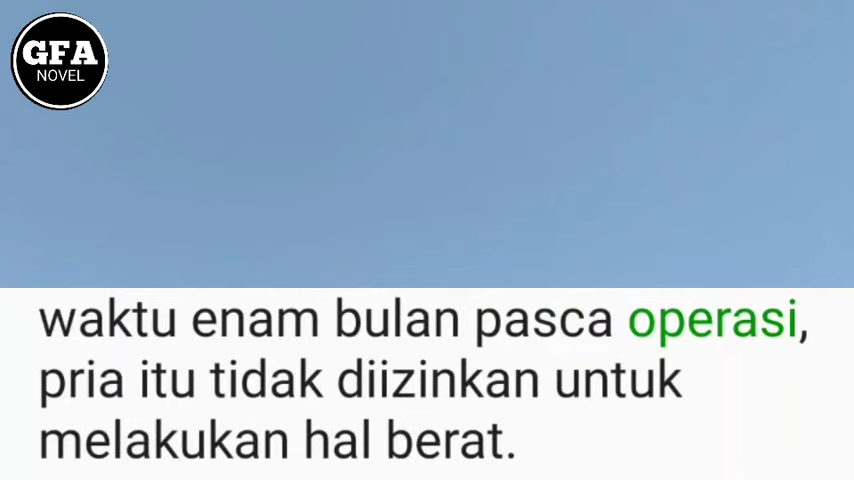 GFA
NOVEL
waktu enam bulan pasca operasi,
pria itu tidak diizinkan untuk
melakukan hal berat.